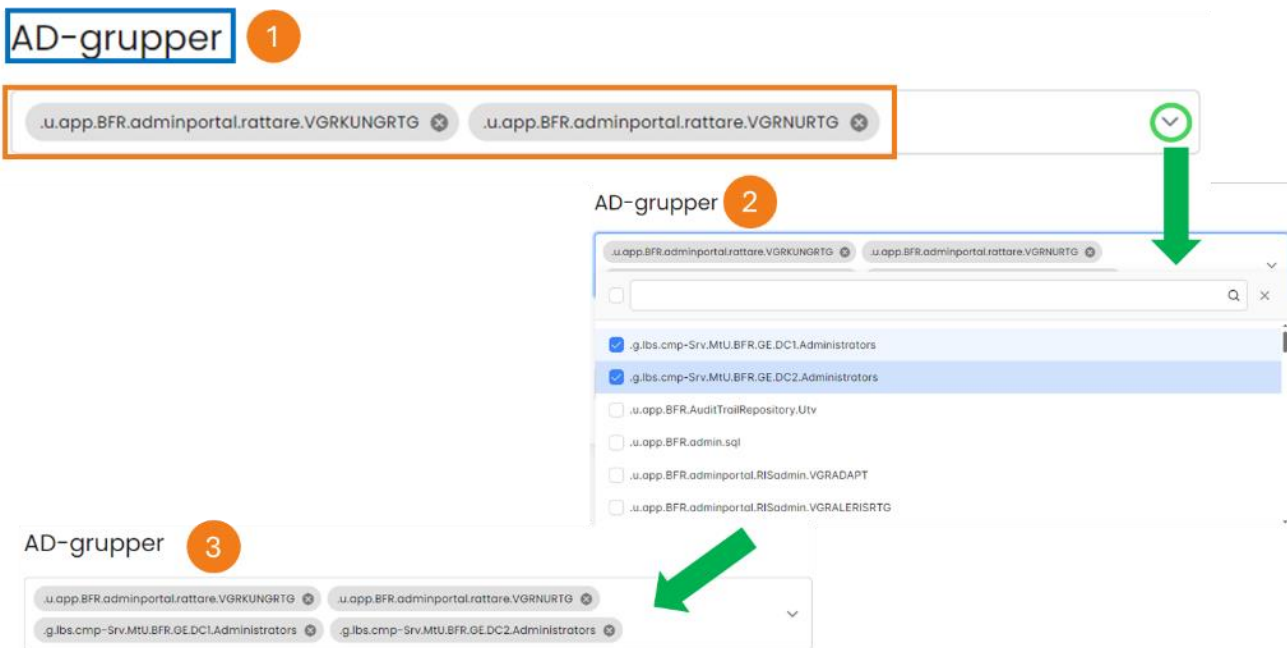 AD-grupper 1
.u.app.BFR.adminportal.rattare.VGRKUNGRTG .u.app.BFR.adminportal.rattare.VGRNURTG
AD-grupper 2
.u.app.BFR.adminportal.rattare.VGRKUNGRTG .u.app.BFR.adminportal.rattare.VGRNURTG
.g.lbs.cmp-Srv.MtU.BFR.GE.DC1.Administrators
.g.lbs.cmp-Srv.MtU.BFR.GE.DC2.Administrators
.u.app.BFR.AuditTrailRepository.Utv
.u.app.BFR.admin.sql
.u.app.BFR.adminportal.RISadmin.VGRADAPT
.u.app.BFR.adminportal.RISadmin.VGRALERISRTG
AD-grupper 3
.u.app.BFR.adminportal.rattare.VGRKUNGRTG .u.app.BFR.adminportal.rattare.VGRNURTG
.g.lbs.cmp-Srv.MtU.BFR.GE.DC1.Administrators .g.lbs.cmp-Srv.MtU.BFR.GE.DC2.Administrators